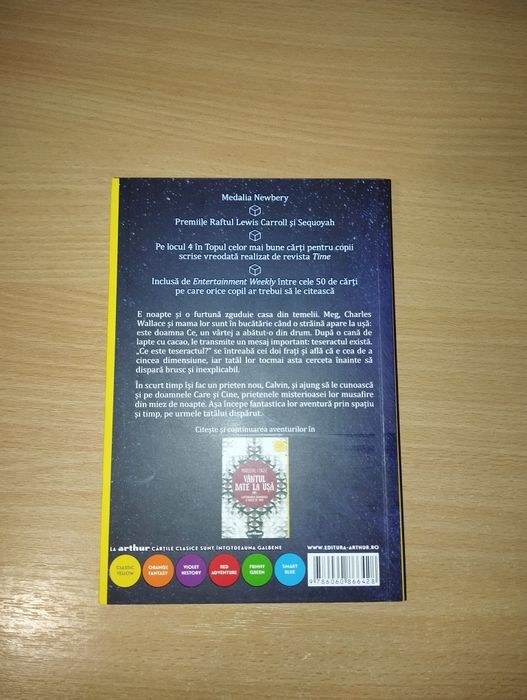 Medalia Newbery
Premiile Raftul Lewis Carroll și Sequoyah
Pe locul 4 în Topul celor mai bune cărți pentru copii
scrise vreodată realizat de revista Time
Inclusă de Entertainment Weekly între cele 50 de cărți
pe care orice copil ar trebui să le citească
E noapte și o furtună zguduie casa din temelii. Meg, Charles
Wallace și mama lor sunt în bucătărie când o străină apare la ușă:
este doamna Ce, un vârtej a abătut-o din drum. După o cană de
lapte cu cacao, le transmite un mesaj important: teseractul există.
„Ce este teseractul?” se întreabă cei doi frați și află că e cea de a
cincea dimensiune, iar tatăl lor tocmai asta cerceta înainte să
dispară brusc și inexplicabil.
În scurt timp își fac un prieten nou, Calvin, și ajung să le cunoască
și pe doamnele Care și Cine, prietenele misterioasei lor musafire
din miez de noapte. Așa începe fantastica lor aventură prin spațiu
și timp, pe urmele tatălui dispărut.
Citește și continuarea aventurilor în
VÂNTUL
BATE LA UȘĂ
LA arthur CĂRȚILE CLASICE SUNT ÎNTOTDEAUNA GALBENE
WWW.EDITURA-ARTHUR.RO
CLASSIC
YELLOW
ORANGE
FANTASY
VIOLET
HISTORY
RED
ADVENTURE
FUNNY
GREEN
SMART
BLUE
9 786060 866428